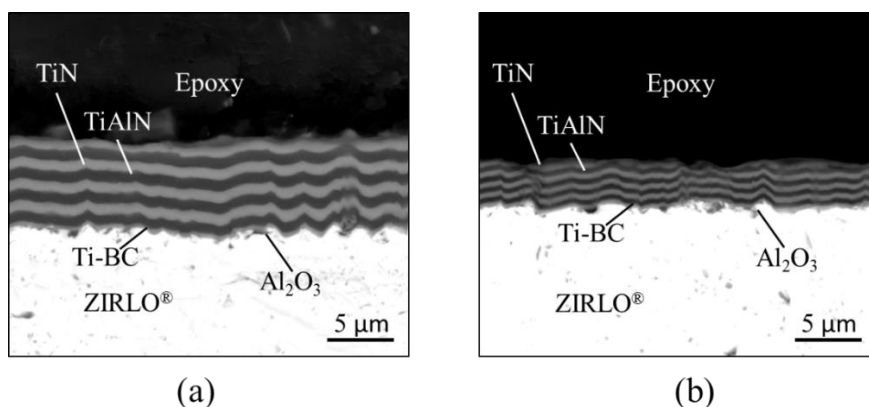 TiN
Epoxy
TiAlN
Ti-BC
Al₂O₃
ZIRLO®
5 μm
(a)
TiN
Epoxy
TiAlN
Ti-BC
Al₂O₃
ZIRLO®
5 μm
(b)